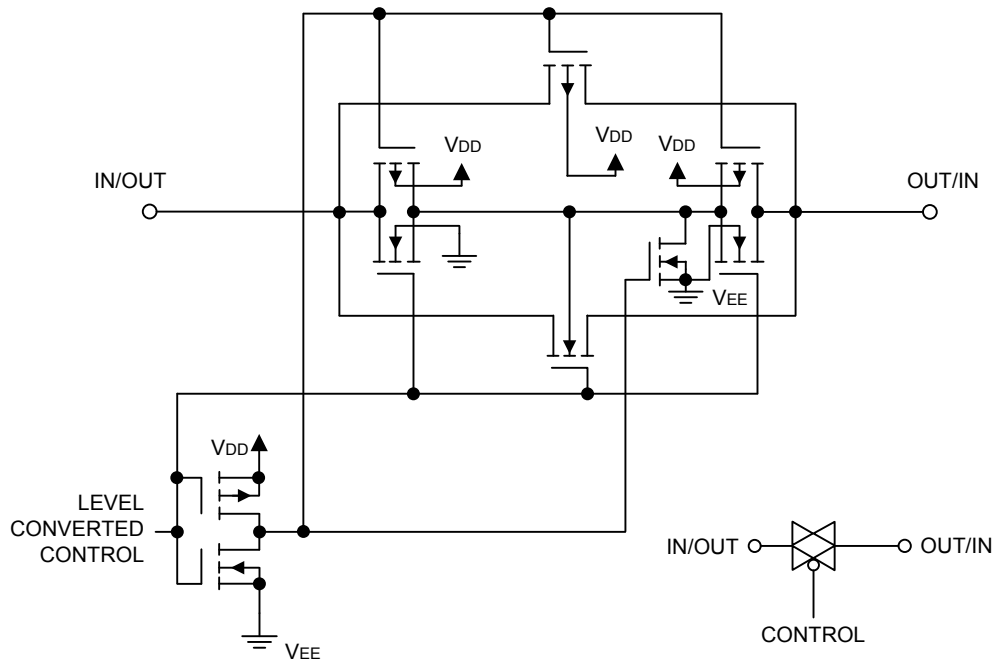 VDD
VDD
VDD
IN/OUT
OUT/IN
VEE
VDD
LEVEL
CONVERTED
CONTROL
IN/OUT
OUT/IN
CONTROL
VEE